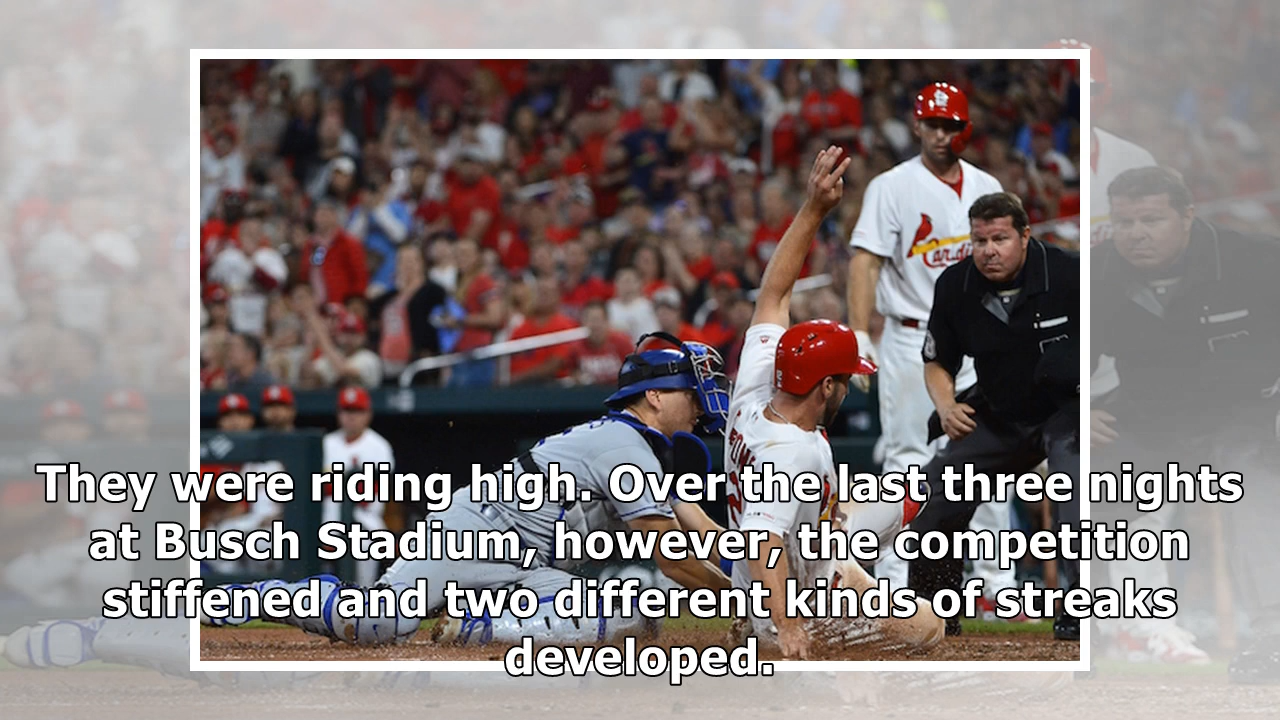 They were riding high. Over the last three nights
at Busch Stadium, however, the competition
stiffened and two different kinds of streaks
developed.